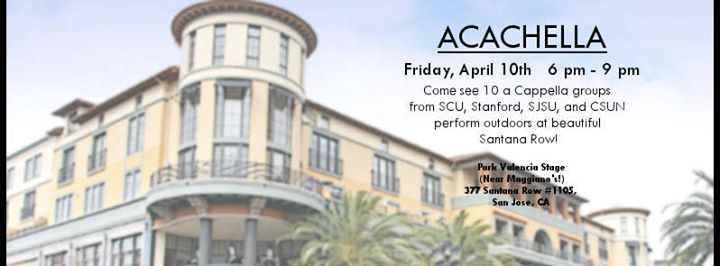 ACACHELLA
Friday, April 10th 6 pm - 9 pm
Come see 10 a Cappella groups
from SCU, Stanford, SJSU, and CSUN
perform outdoors at beautiful
Santana Row!
Park Valencia Stage
(Near Maggiano's!)
377 Santana Row #1105,
San Jose, CA